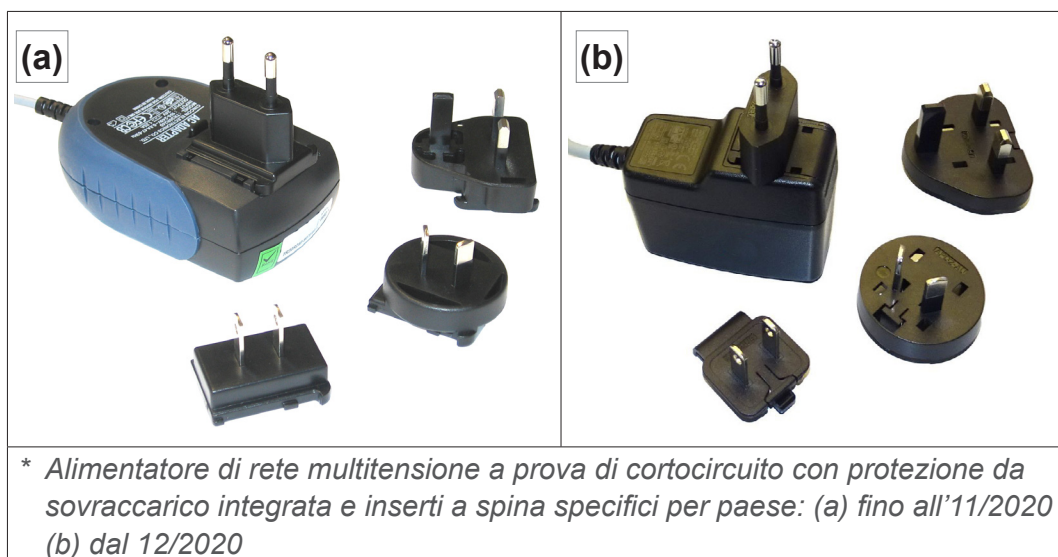 (a)
(b)
AC ADAPTER
* Alimentatore di rete multitensione a prova di cortocircuito con protezione da
sovraccarico integrata e inserti a spina specifici per paese: (a) fino all’11/2020
(b) dal 12/2020